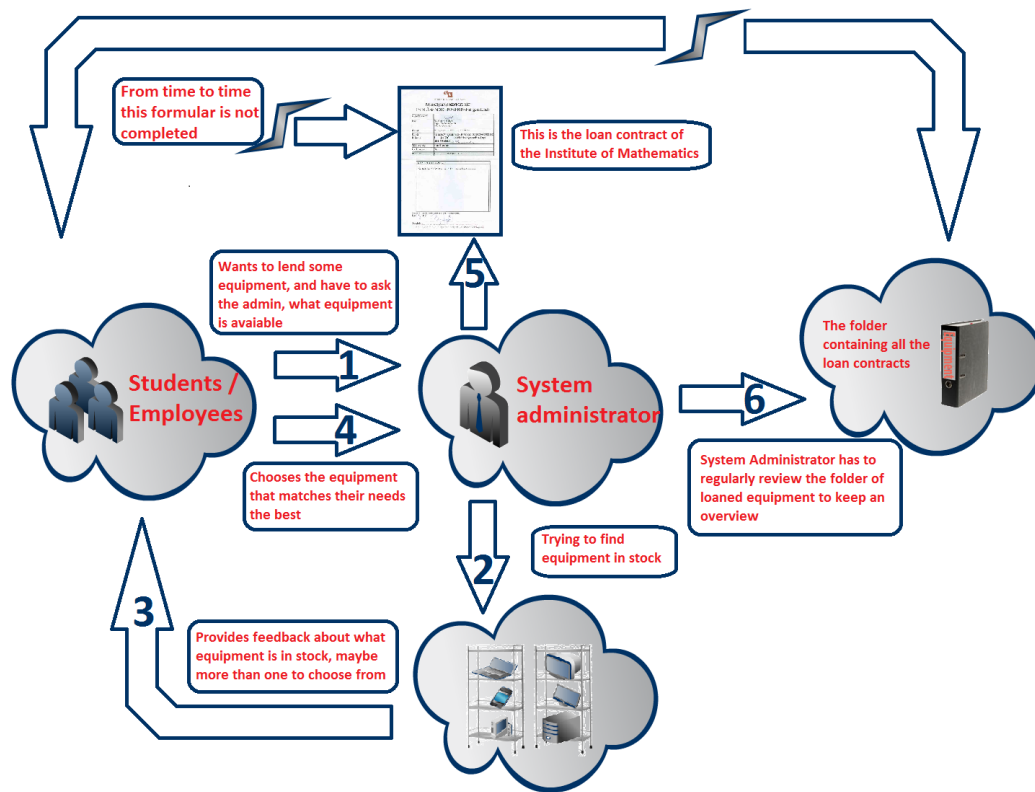 From time to time
this formular is not
completed
This is the loan contract of
the Institute of Mathematics
5
Wants to lend some
equipment, and have to ask
the admin, what equipment
is avaiable
1
Students /
Employees
4
Chooses the equipment
that matches their needs
the best
System
administrator
6
The folder
containing all the
loan contracts
System Administrator has to
regularly review the folder of
loaned equipment to keep an
overview
2
Trying to find
equipment in stock
3
Provides feedback about what
equipment is in stock, maybe
more than one to choose from